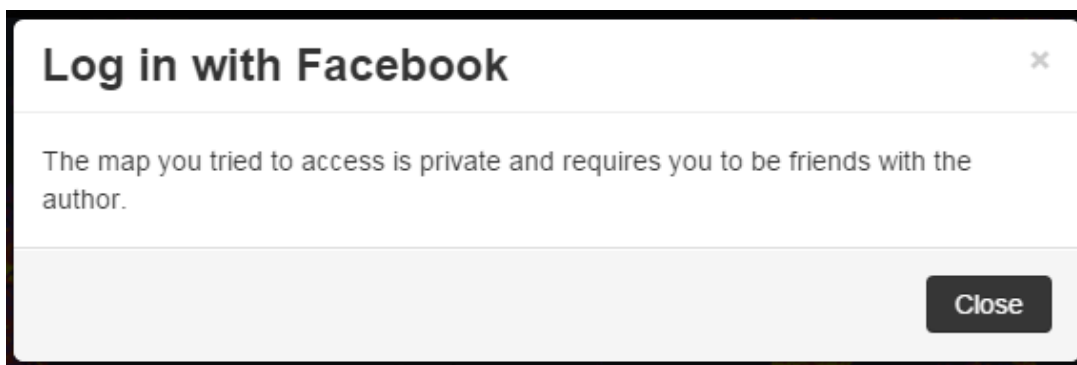 Log in with Facebook
×
The map you tried to access is private and requires you to be friends with the
author.
Close